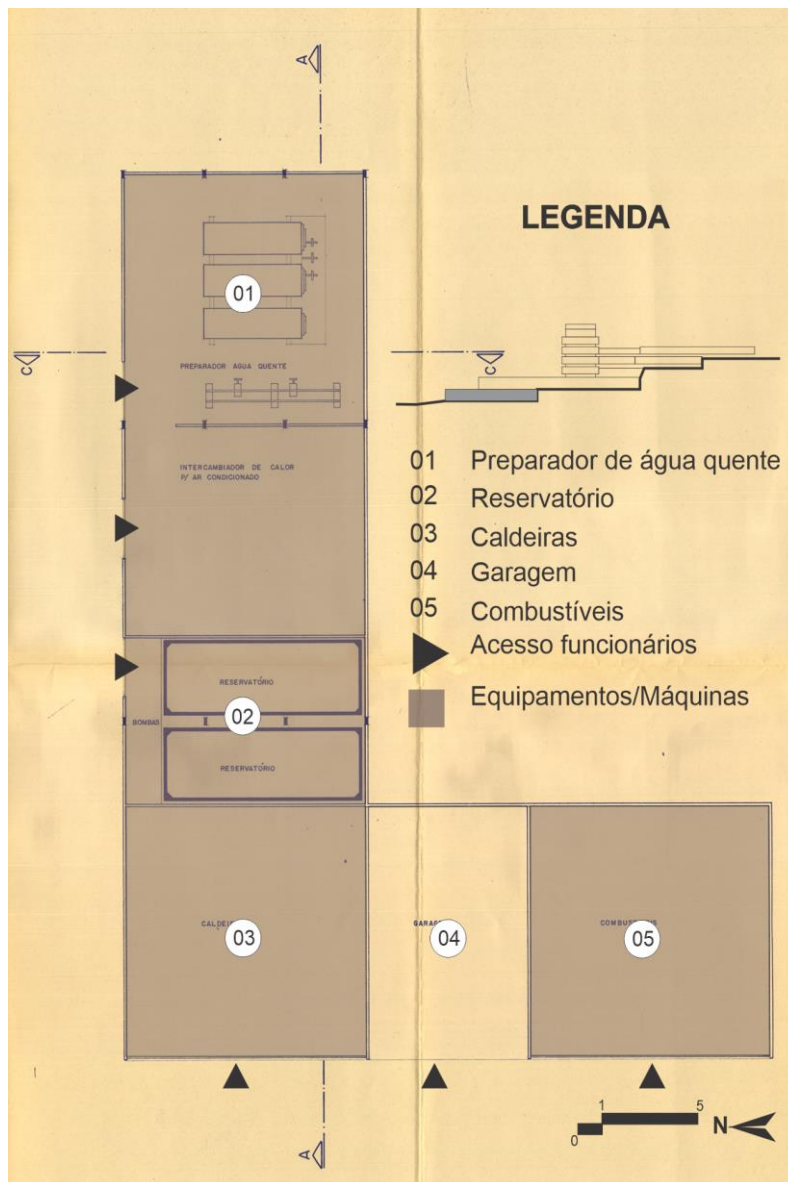 A
LEGENDA
01
PREPARADOR AGUA QUENTE
C
C
INTERCAMBIADOR DE CALOR
P/ AR CONDICIONADO
01 Preparador de água quente
02 Reservatório
03 Caldeiras
04 Garagem
05 Combustíveis
Acesso funcionários
Equipamentos/Máquinas
RESERVATÓRIO
02
BOMBAS
RESERVATÓRIO
03
04
05
1
5
0
N
A